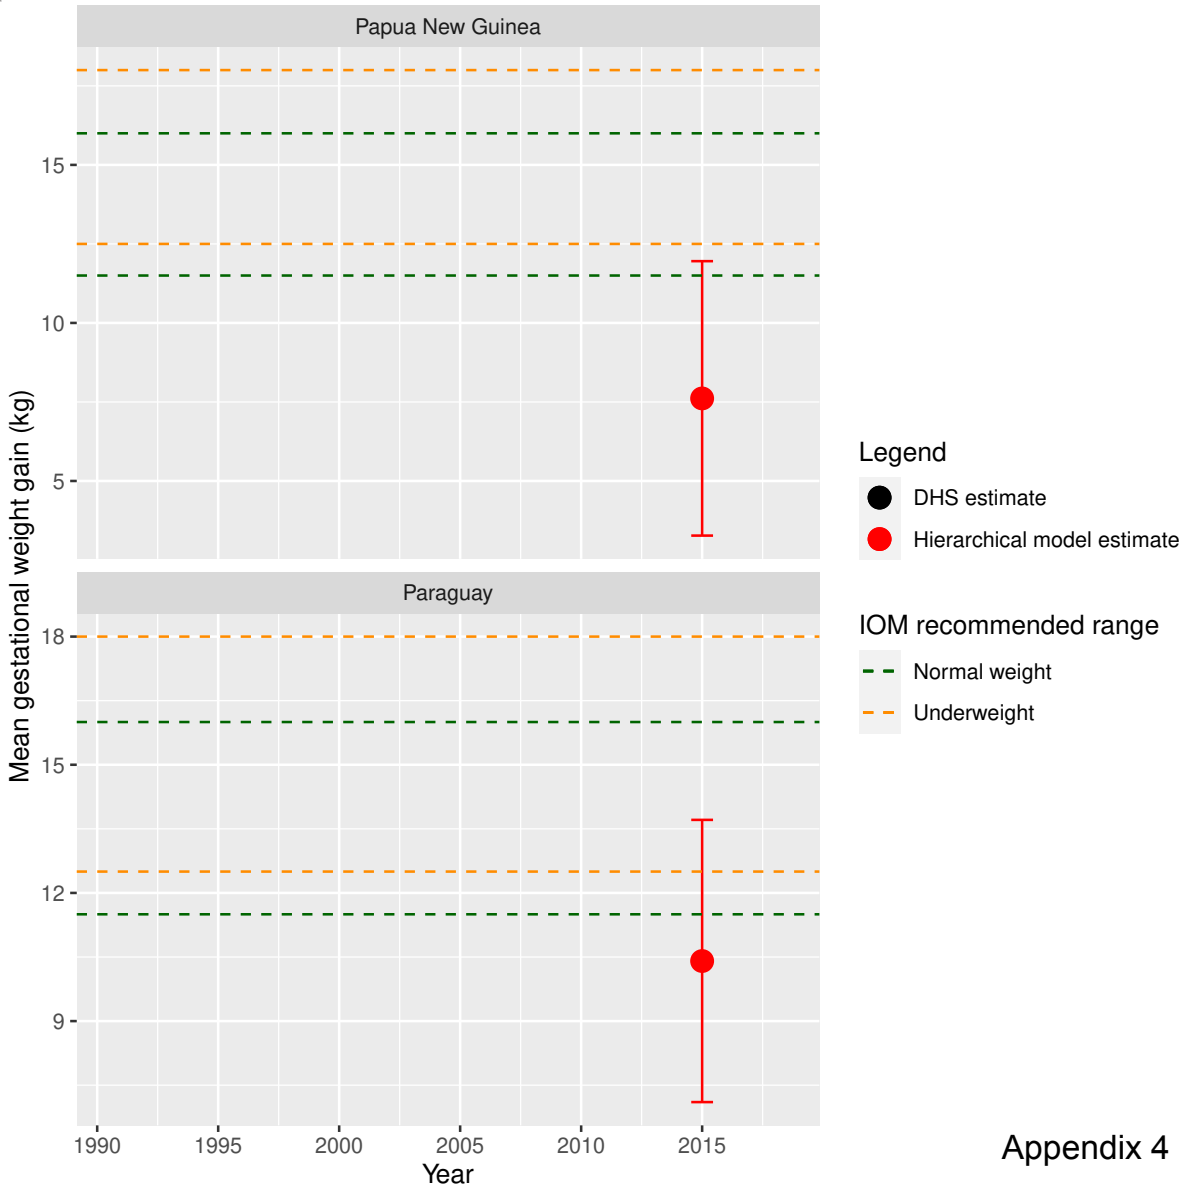 Papua New Guinea
15
10
5
Paraguay
18
15
12
9
1990 1995 2000 2005 2010 2015
Year
Mean gestational weight gain (kg)
Legend
DHS estimate
Hierarchical model estimate
IOM recommended range
Normal weight
Underweight
Appendix 4